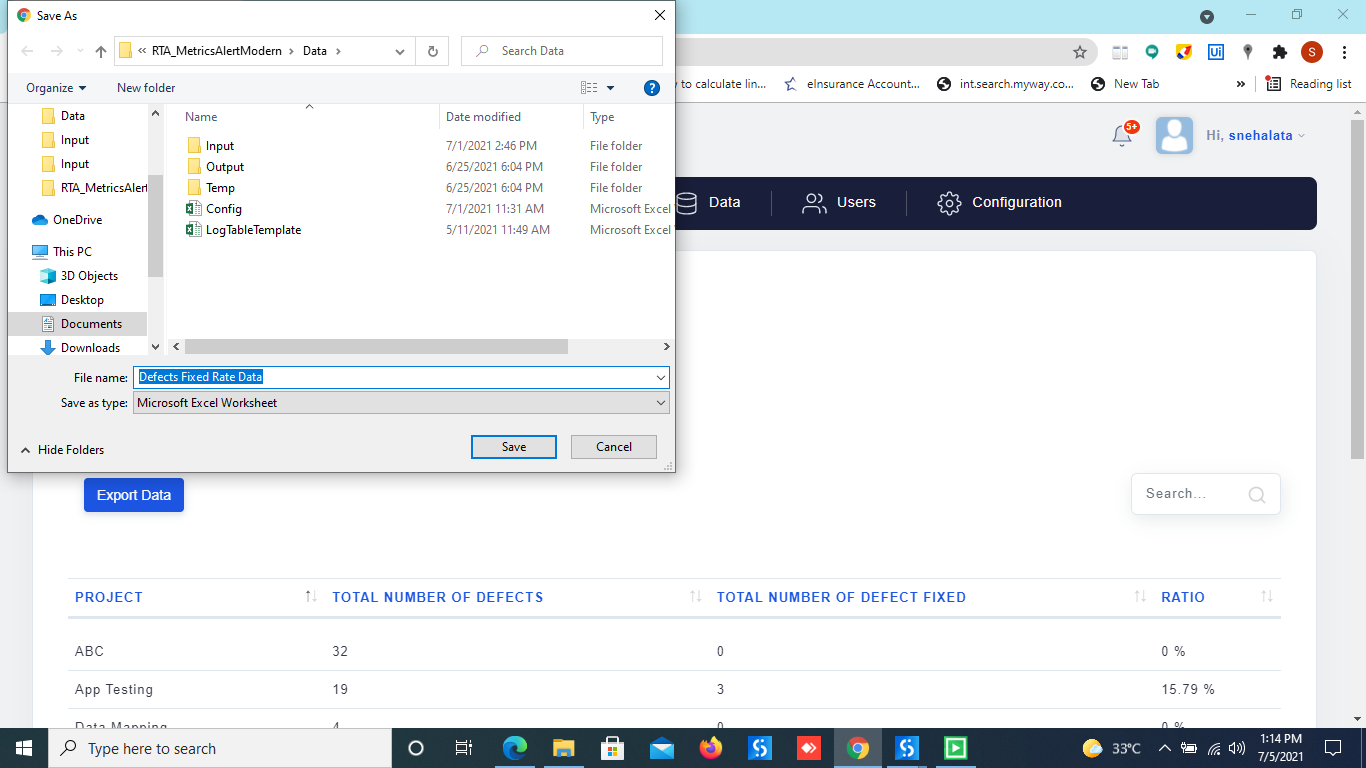 Save As
« RTA_MetricsAlertModern › Data ›
Search Data
Organize
New folder
?
y to calculate lin...
eInsurance Account...
int.search.myway.co...
New Tab
»
Reading list
Ui
S
Data
Input
Input
RTA_MetricsAlert
OneDrive
This PC
3D Objects
Desktop
Documents
Downloads
Name Date modified Type
Input 7/1/2021 2:46 PM File folder
Output 6/25/2021 6:04 PM File folder
Temp 6/25/2021 6:04 PM File folder
Config 7/1/2021 11:31 AM Microsoft Excel
LogTableTemplate 5/11/2021 11:49 AM Microsoft Excel
File name: Defects Fixed Rate Data
Save as type: Microsoft Excel Worksheet
Hide Folders
Save
Cancel
5+
Hi, snehalata
Data
Users
Configuration
Export Data
Search...
PROJECT TOTAL NUMBER OF DEFECTS TOTAL NUMBER OF DEFECT FIXED RATIO
ABC 32 0 0 %
App Testing 19 3 15.79 %
Data Mapping 4 0 0 %
Type here to search
33°C
1:14 PM
7/5/2021